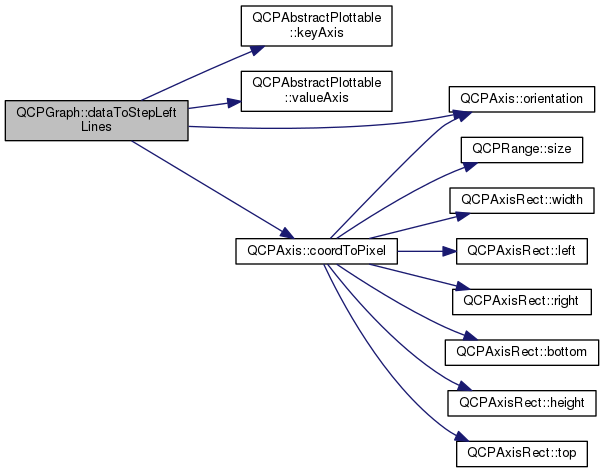 QCPAbstractPlottable
::keyAxis
QCPAbstractPlottable
::valueAxis
QCPGraph::dataToStepLeft
Lines
QCPAxis::orientation
QCPRange::size
QCPAxisRect::width
QCPAxis::coordToPixel
QCPAxisRect::left
QCPAxisRect::right
QCPAxisRect::bottom
QCPAxisRect::height
QCPAxisRect::top